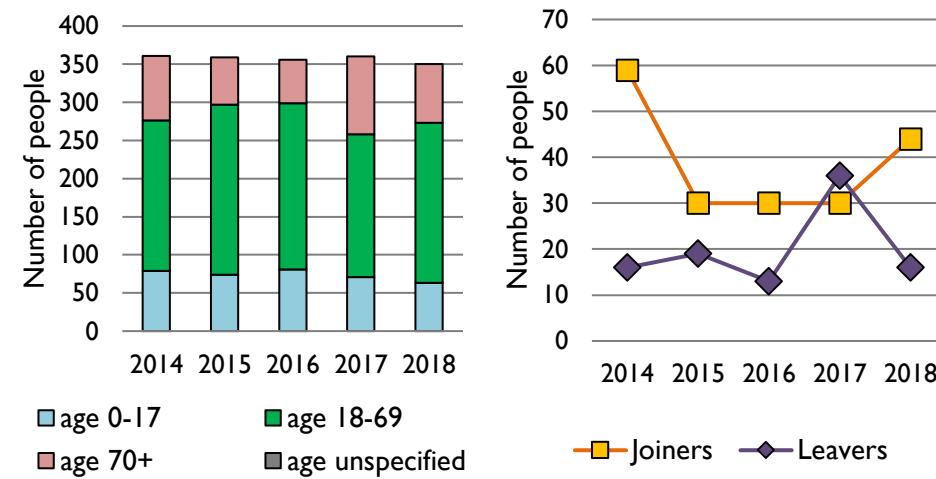 Number of people
400
350
300
250
200
150
100
50
0
2014 2015 2016 2017 2018
age 0-17 age 18-69
age 70+ age unspecified
Number of people
70
60
50
40
30
20
10
0
2014 2015 2016 2017 2018
Joiners Leavers